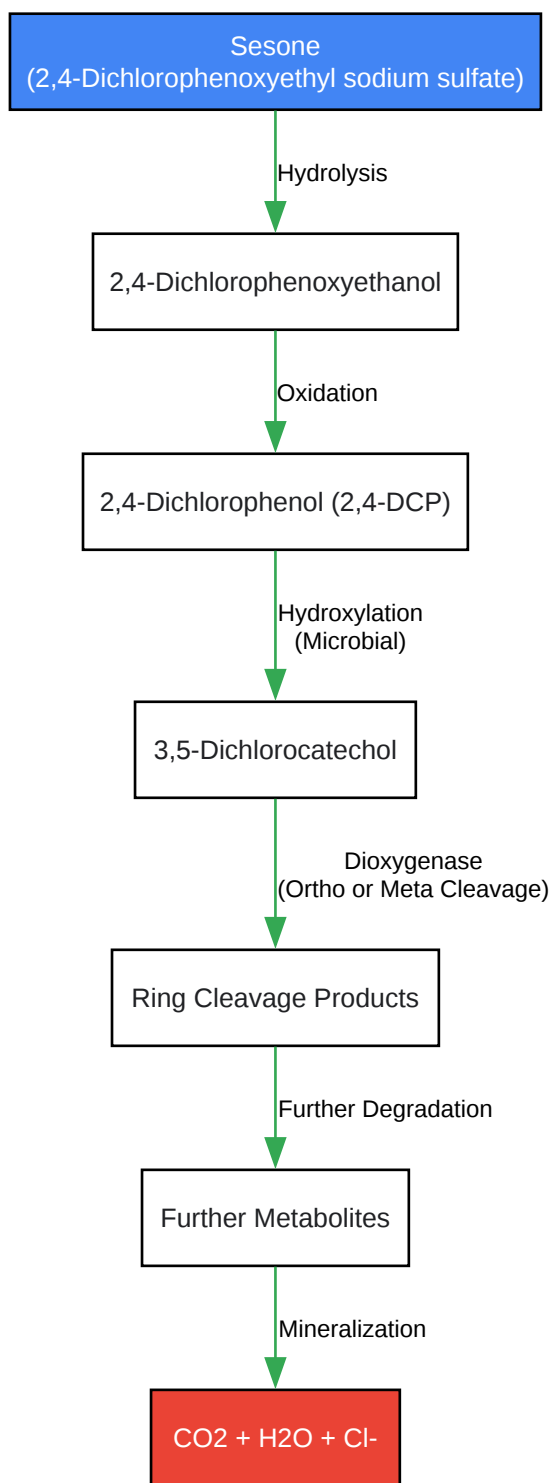 Sesone
(2,4-Dichlorophenoxyethyl sodium sulfate)
Hydrolysis
2,4-Dichlorophenoxyethanol
Oxidation
2,4-Dichlorophenol (2,4-DCP)
Hydroxylation
(Microbial)
3,5-Dichlorocatechol
Dioxygenase
(Ortho or Meta Cleavage)
Ring Cleavage Products
Further Degradation
Further Metabolites
Mineralization
CO2 + H2O + Cl-